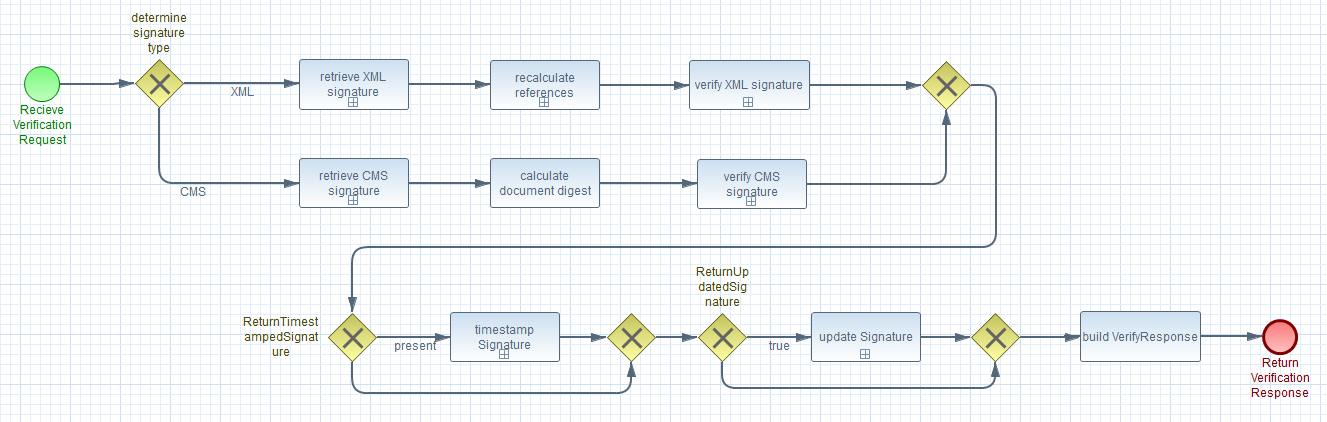 determine
signature
type
Recieve
Verification
Request
XML
retrieve XML
signature
recalculate
references
verify XML signature
CMS
retrieve CMS
signature
calculate
document digest
verify CMS
signature
ReturnTimest
ampedSignat
ure
present
timestamp
Signature
ReturnUp
datedSig
nature
true
update Signature
build VerifyResponse
Return
Verification
Response